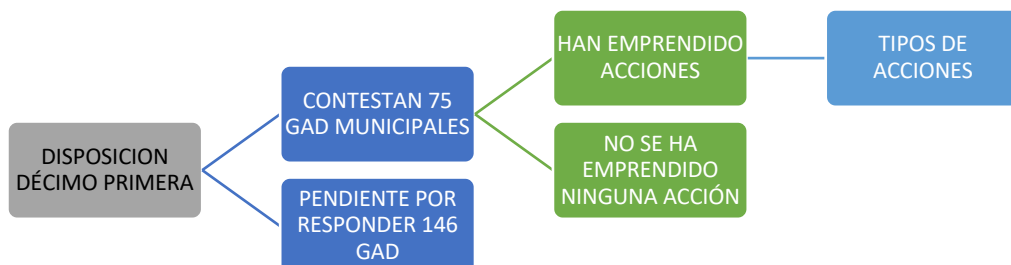 DISPOSICION
DÉCIMO PRIMERA
CONTESTAN 75
GAD MUNICIPALES
PENDIENTE POR
RESPONDER 146
GAD
HAN EMPRENDIDO
ACCIONES
NO SE HA
EMPRENDIDO
NINGUNA ACCIÓN
TIPOS DE
ACCIONES